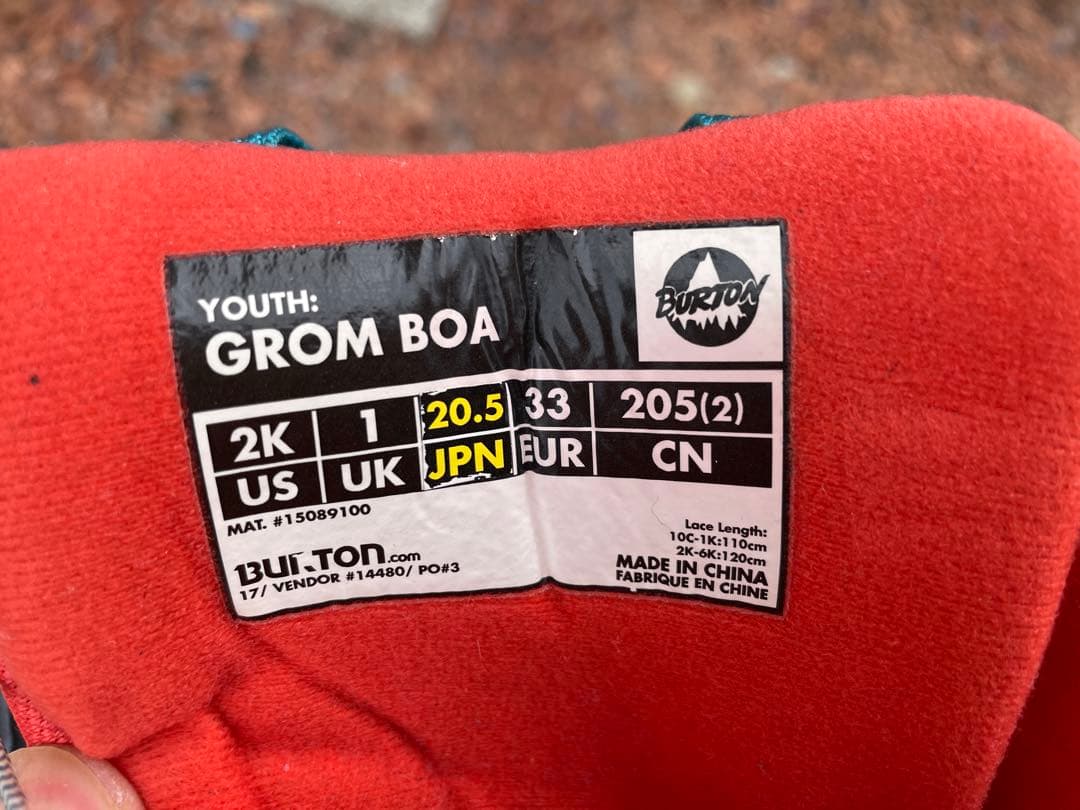 YOUTH:
GROM BOA
BURTON
2K 1 20.5 33 205(2)
US UK JPN EUR CN
MAT. #15089100
BURTON.com
17/ VENDOR #14480/ PO#3
Lace Length:
10C-1K:110cm
2K-6K:120cm
MADE IN CHINA
FABRIQUE EN CHINE